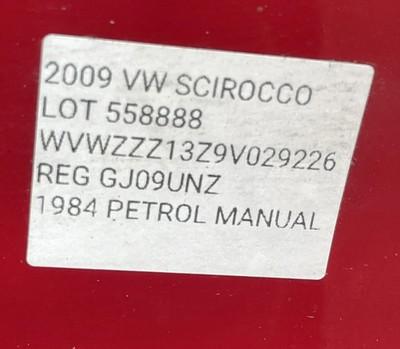 2009 VW SCIROCCO
LOT 558888
WVWZZZ13Z9V029226
REG GJ09UNZ
1984 PETROL MANUAL